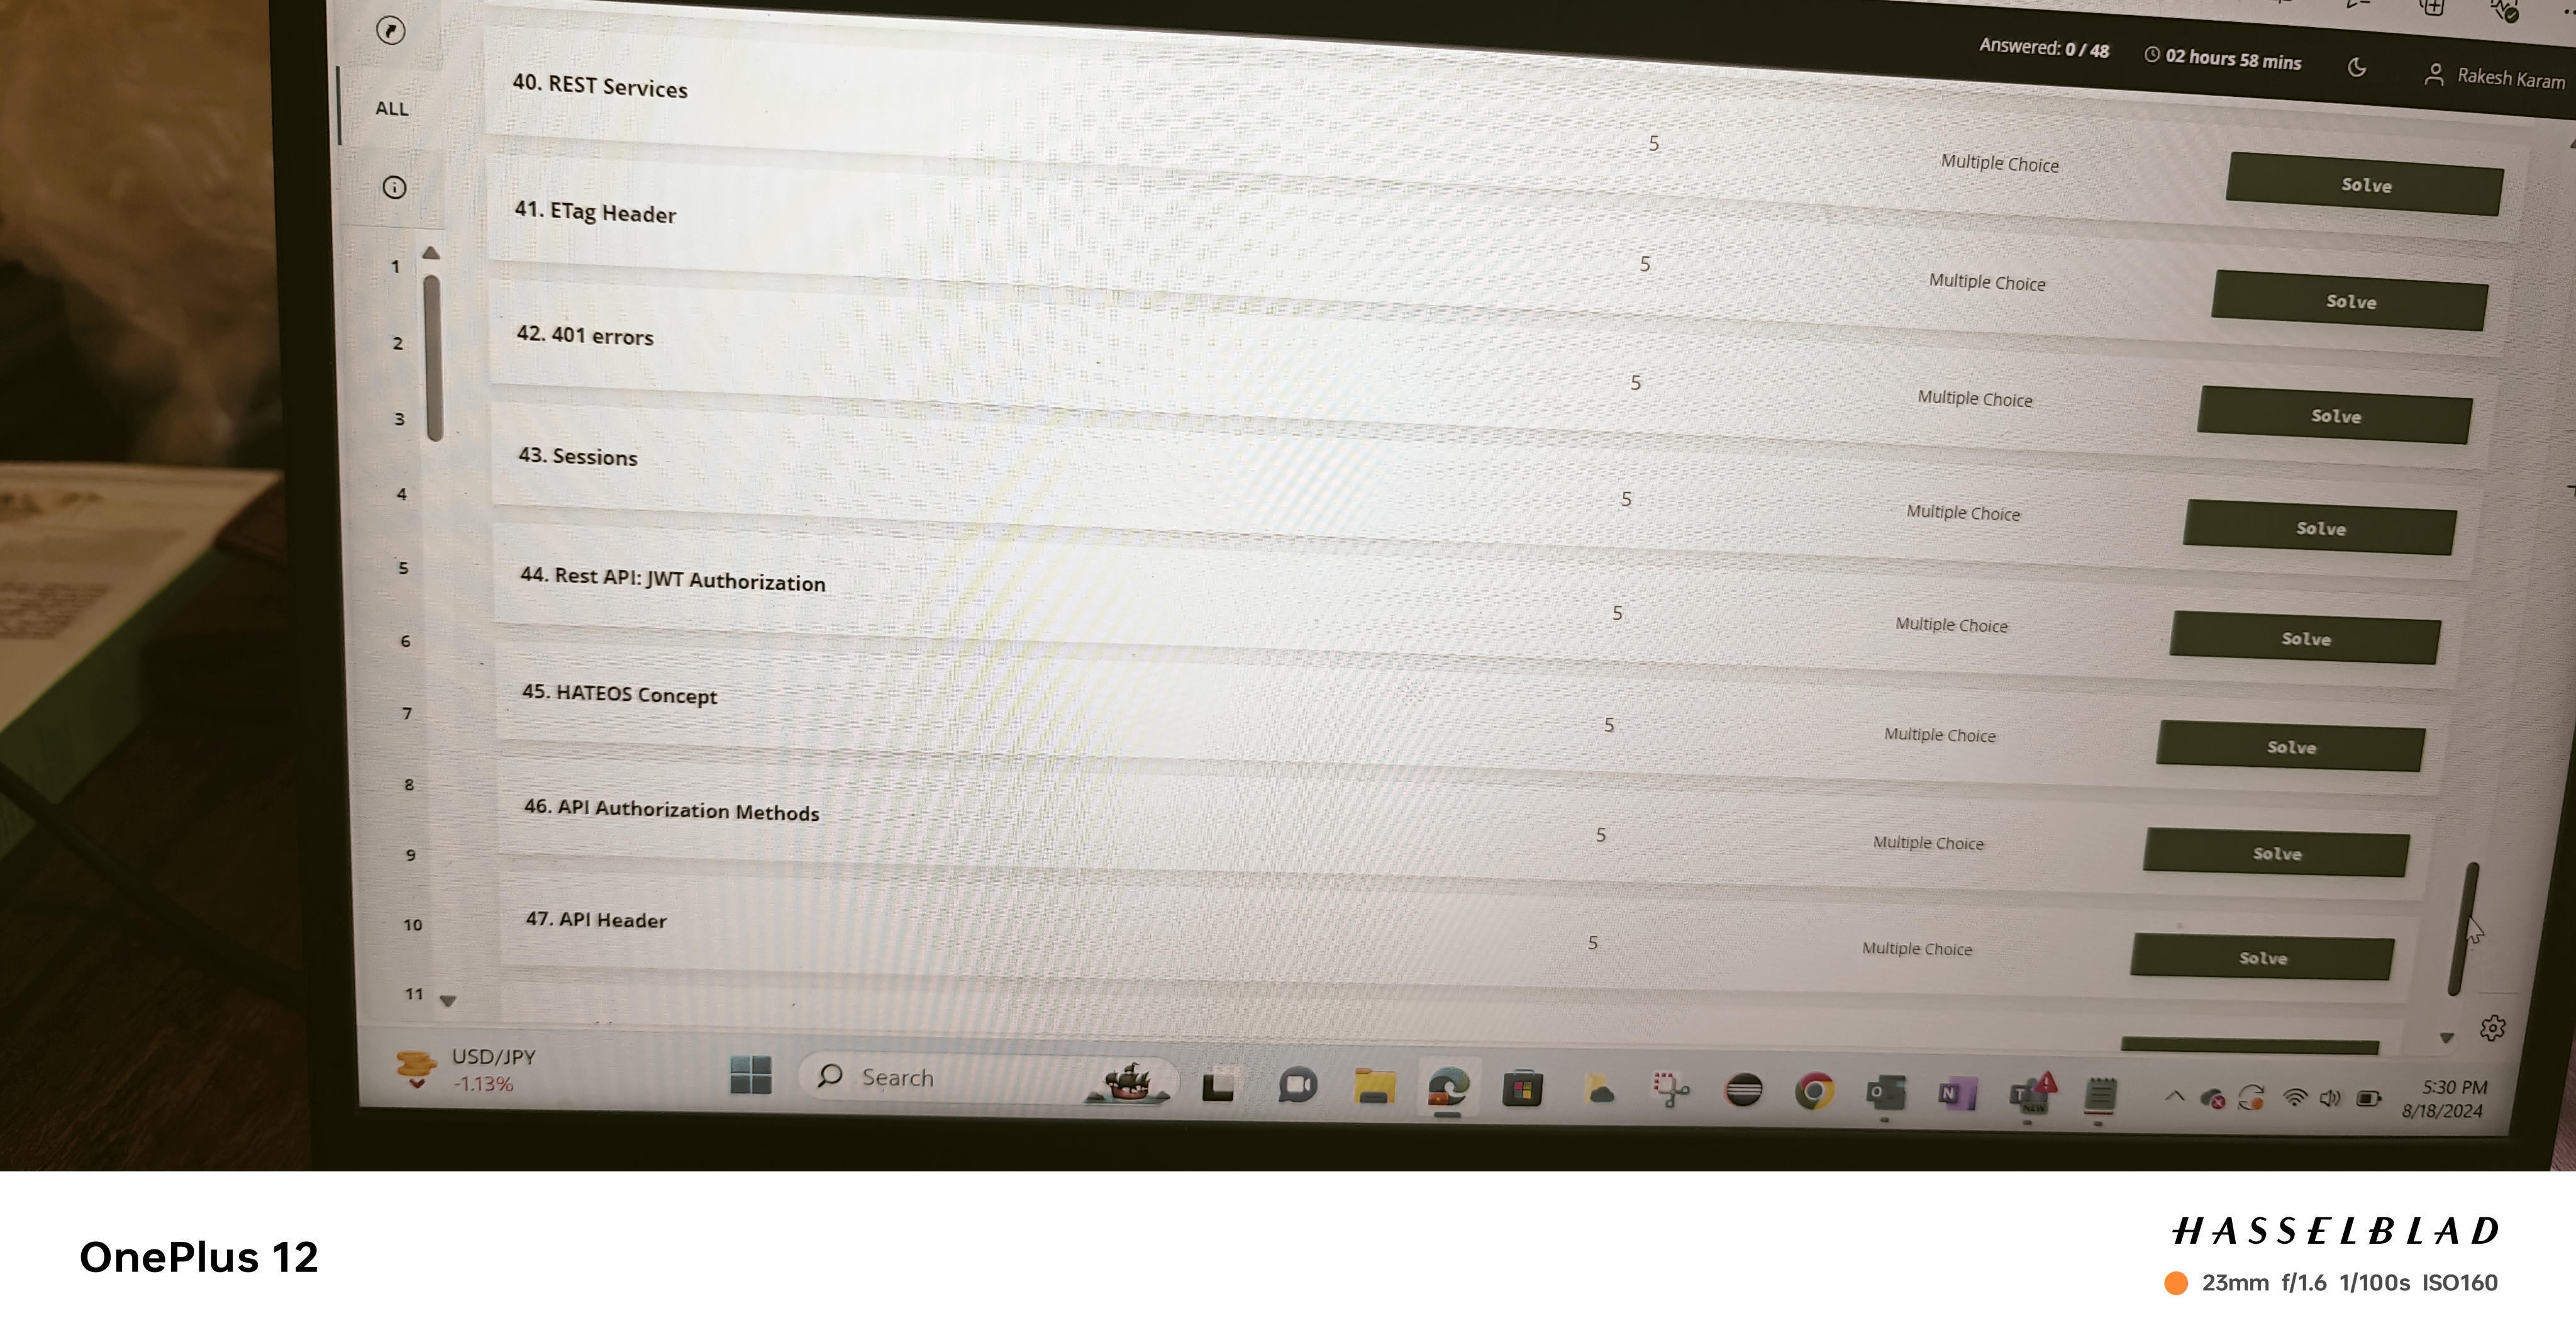 Answered: 0 / 48
02 hours 58 mins
Rakesh Karam
ALL
1
2
3
4
5
6
7
8
9
10
11
40. REST Services
5
Multiple Choice
Solve
41. ETag Header
5
Multiple Choice
Solve
42. 401 errors
5
Multiple Choice
Solve
43. Sessions
5
Multiple Choice
Solve
44. Rest API: JWT Authorization
5
Multiple Choice
Solve
45. HATEOS Concept
5
Multiple Choice
Solve
46. API Authorization Methods
5
Multiple Choice
Solve
47. API Header
5
Multiple Choice
Solve
USD/JPY
-1.13%
Search
NEW
5:30 PM
8/18/2024
OnePlus 12
HASSELBLAD
23mm f/1.6 1/100s ISO160